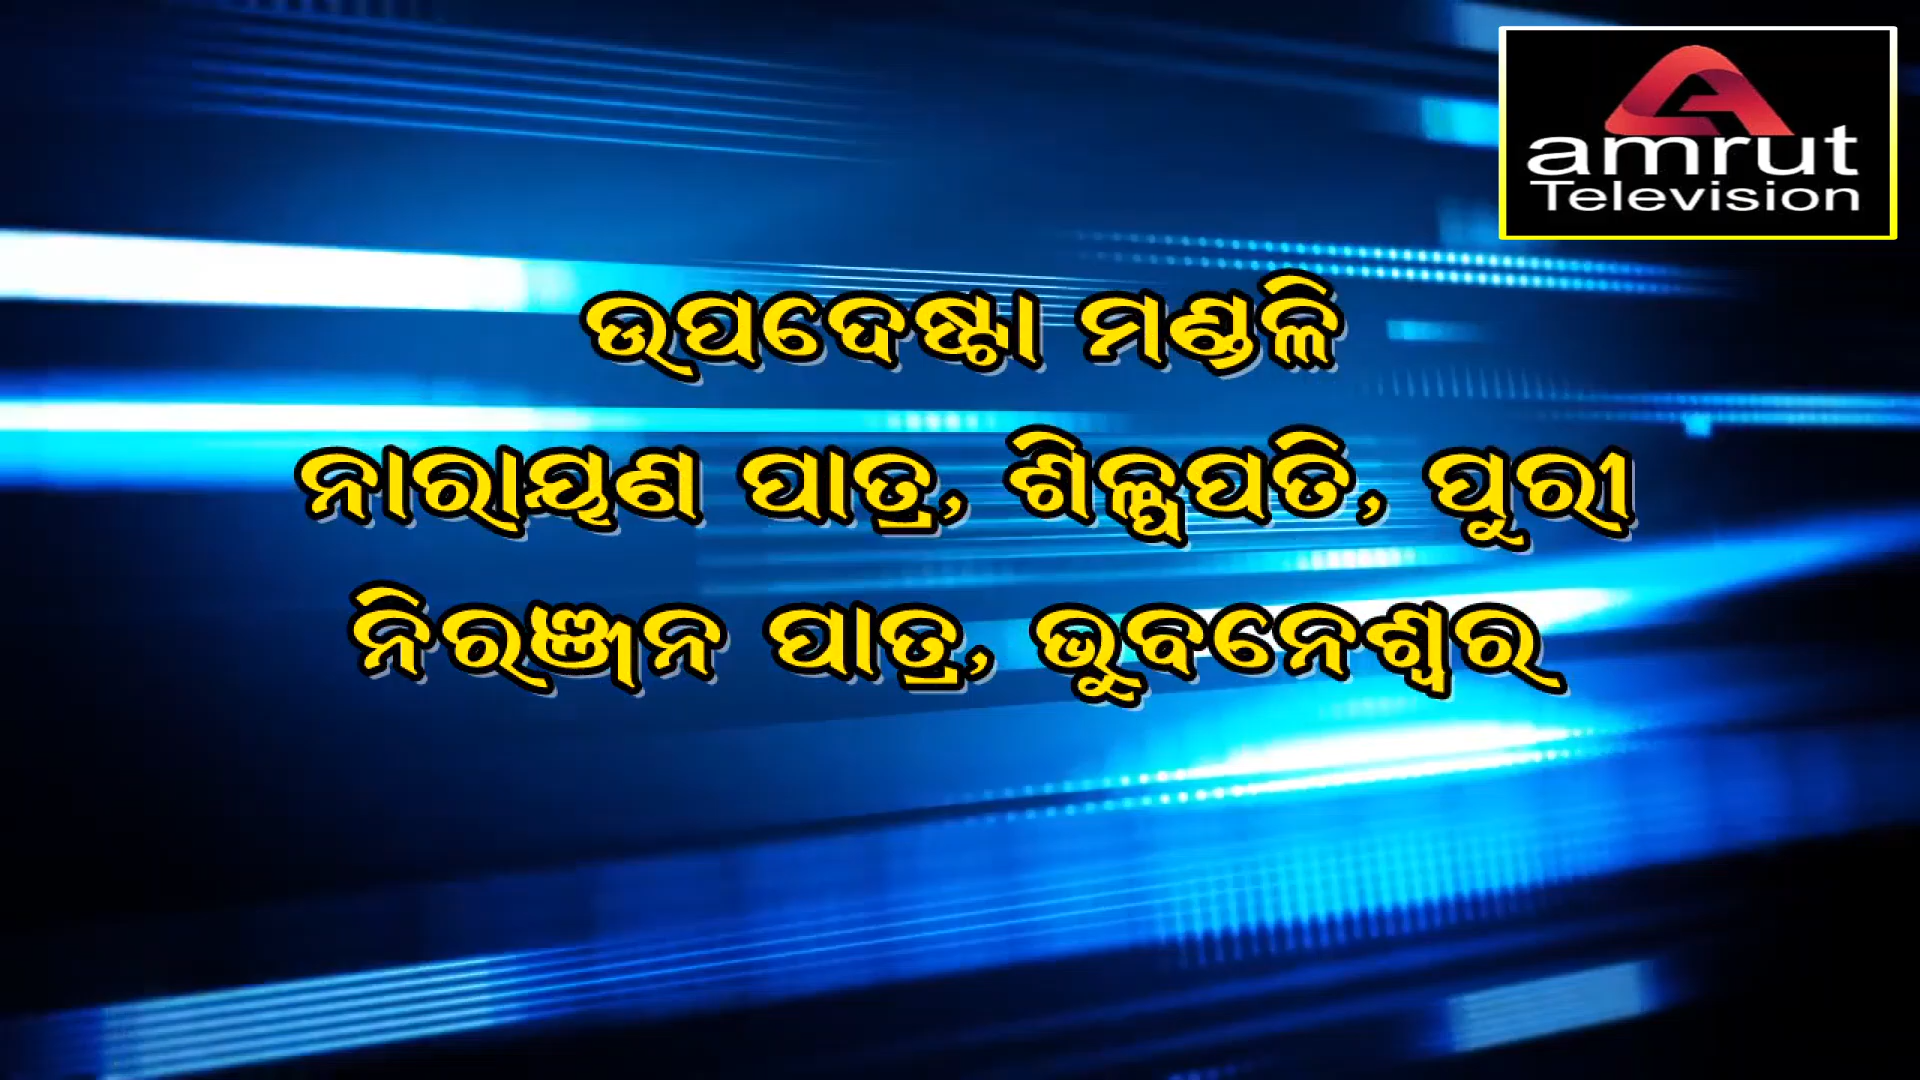 amrut
Television
ଉପଦେଷ୍ଟା ମଣ୍ଡଳି
ନାରାୟଣ ପାତ୍ର, ଶିଳ୍ପପତି, ପୁରୀ
ନିରଞ୍ଜନ ପାତ୍ର, ଭୁବନେଶ୍ୱର